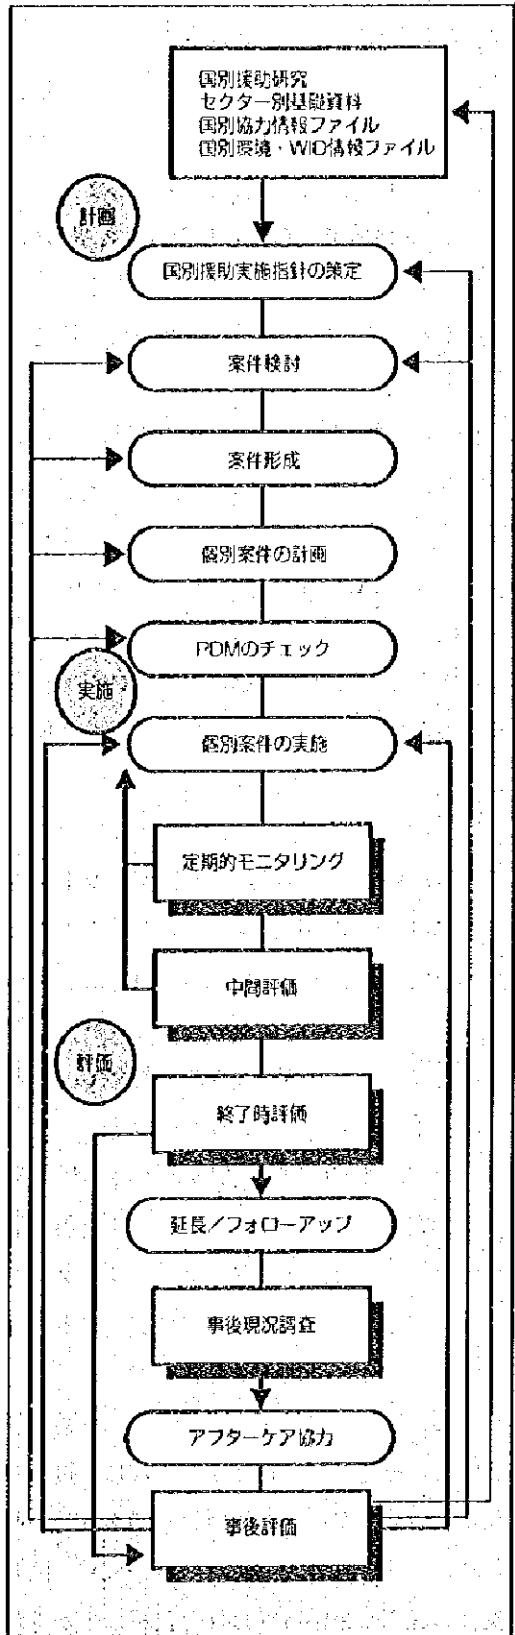 国別援助研究
セクター別基礎資料
国別協力情報ファイル
国別環境・WID情報ファイル
計画
国別援助実施指針の策定
案件検討
案件形成
個別案件の計画
PDMのチェック
実施
個別案件の実施
定期的モニタリング
中間評価
評価
終了時評価
延長／フォローアップ
事後現況調査
アフターケア協力
事後評価